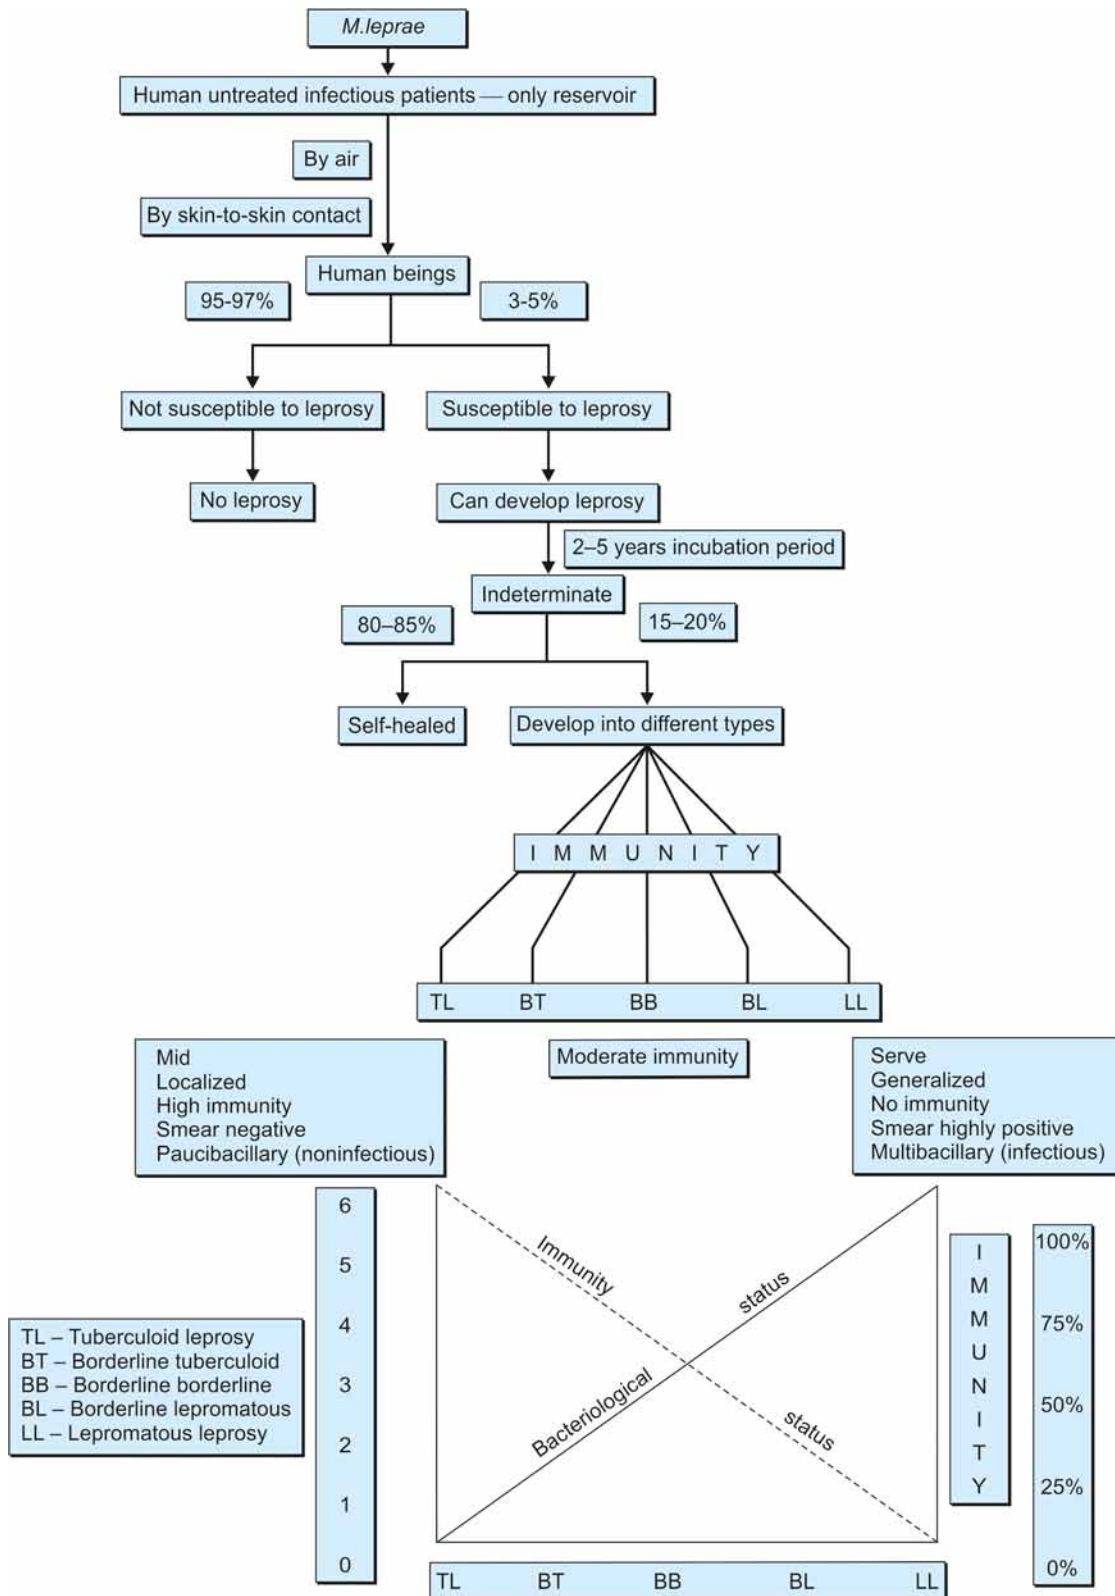 M.leprae
Human untreated infectious patients — only reservoir
By air
By skin-to-skin contact
Human beings
95-97%
3-5%
Not susceptible to leprosy
Susceptible to leprosy
No leprosy
Can develop leprosy
2–5 years incubation period
Indeterminate
80–85%
15–20%
Self-healed
Develop into different types
I M M U N I T Y
TL BT BB BL LL
Mid
Localized
High immunity
Smear negative
Paucibacillary (noninfectious)
Moderate immunity
Serve
Generalized
No immunity
Smear highly positive
Multibacillary (infectious)
6
5
4
3
2
1
0
TL – Tuberculoid leprosy
BT – Borderline tuberculoid
BB – Borderline borderline
BL – Borderline lepromatous
LL – Lepromatous leprosy
Immunity status
Bacteriological status
I
M
M
U
N
I
T
Y
100%
75%
50%
25%
0%
TL BT BB BL LL